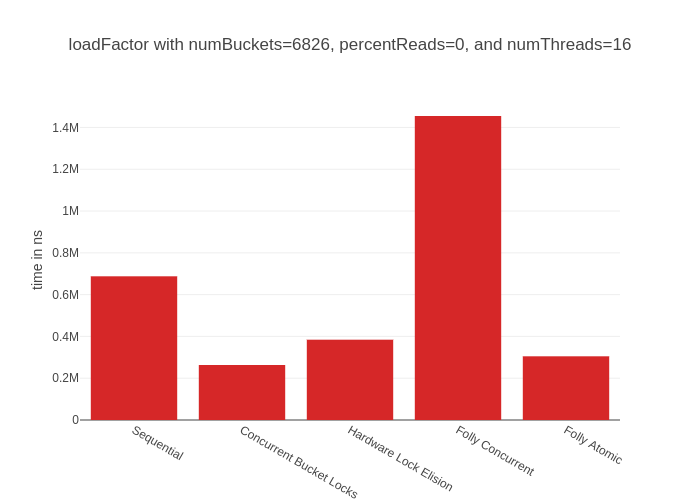 loadFactor with numBuckets=6826, percentReads=0, and numThreads=16
time in ns
1.4M
1.2M
1M
0.8M
0.6M
0.4M
0.2M
0
Sequential
Concurrent Bucket Locks
Hardware Lock Elision
Folly Concurrent
Folly Atomic